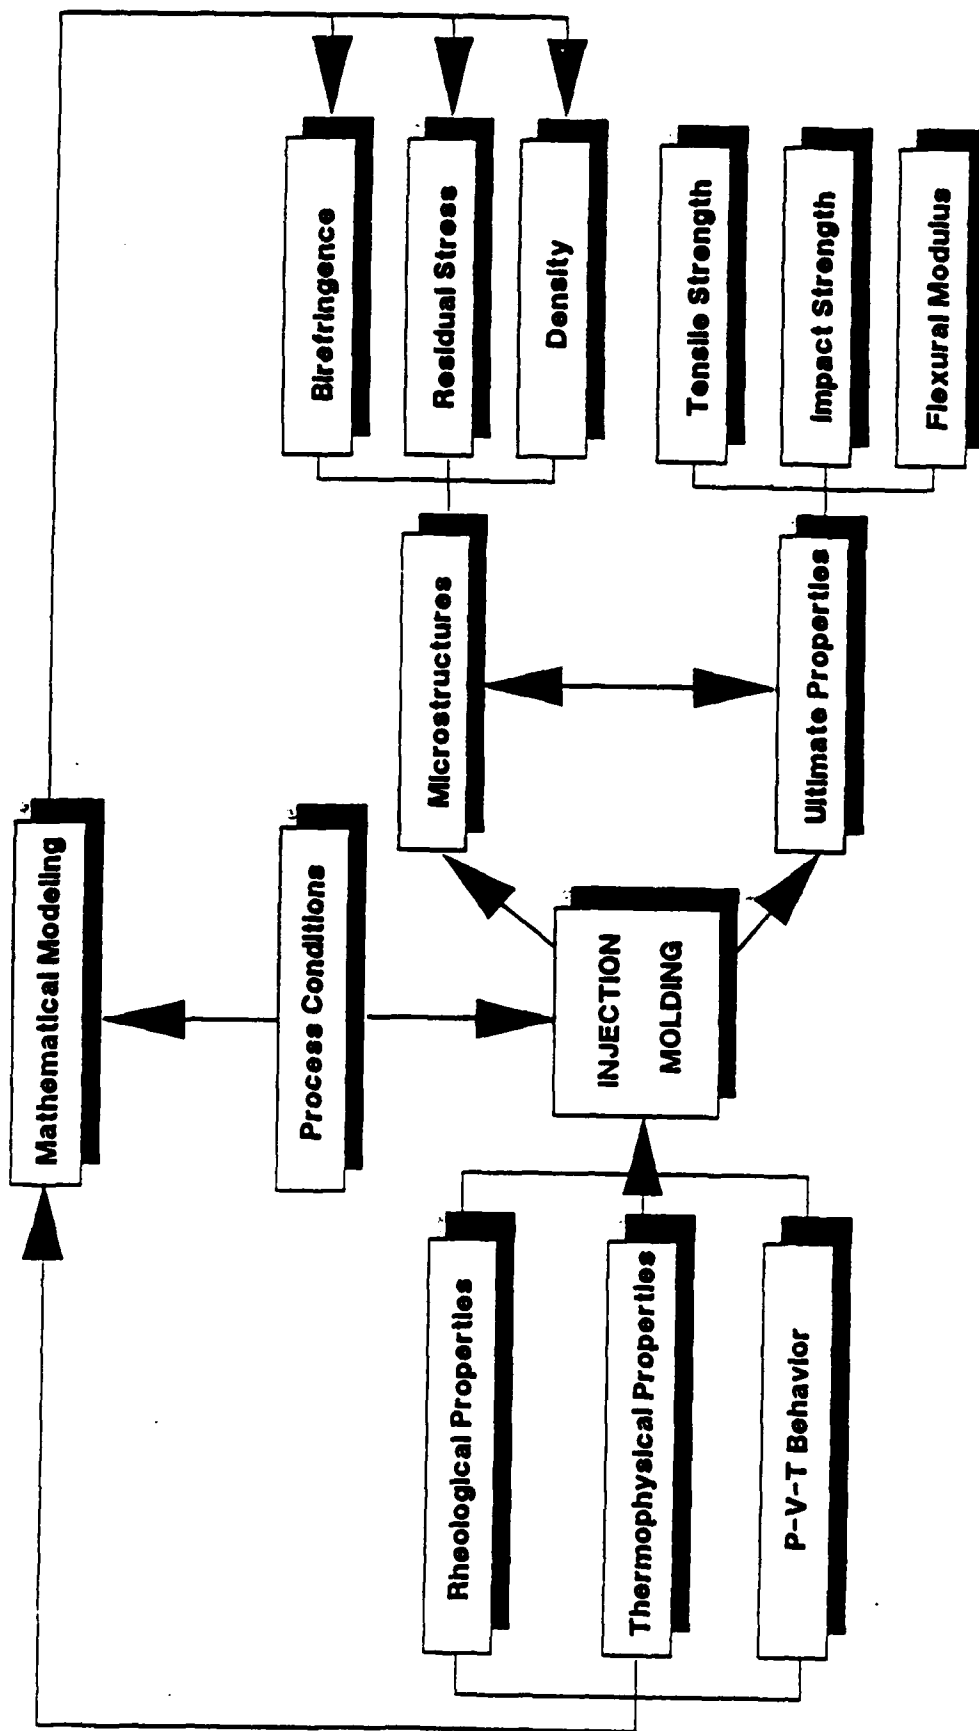 Mathematical Modeling
Process Conditions
Rheological Properties
Thermophysical Properties
P-V-T Behavior
INJECTION
MOLDING
Microstructures
Ultimate Properties
Birefringence
Residual Stress
Density
Tensile Strength
Impact Strength
Flexural Modulus